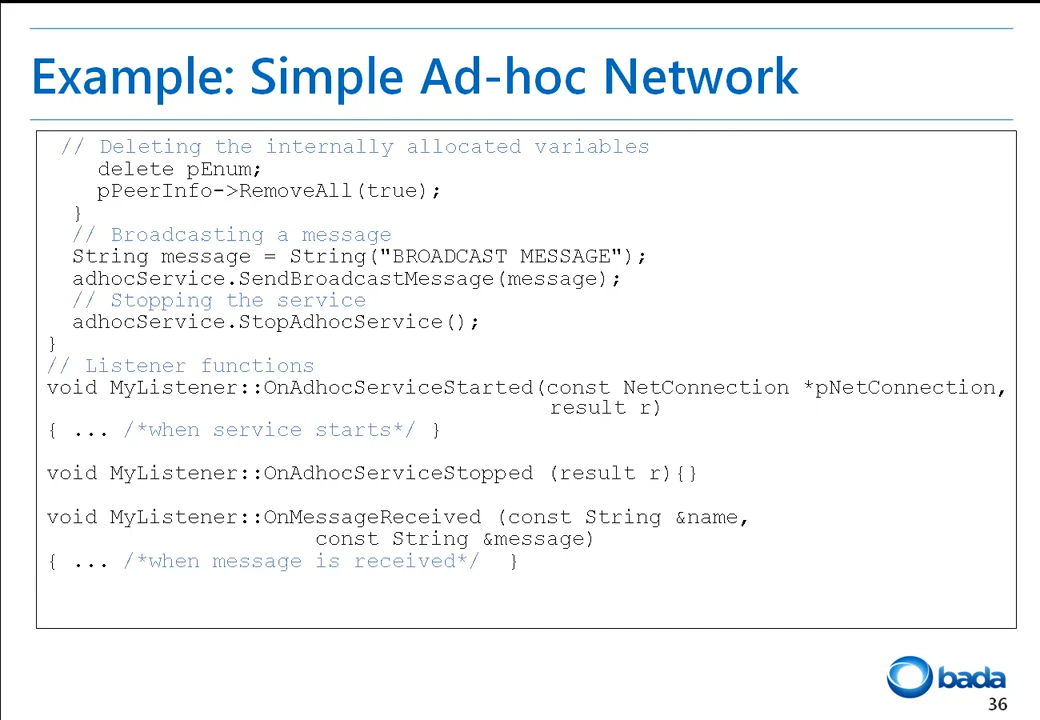 Example: Simple Ad-hoc Network
// Deleting the internally allocated variables
delete pEnum;
pPeerInfo->RemoveAll(true);
}
// Broadcasting a message
String message = String("BROADCAST MESSAGE");
adhocService.SendBroadcastMessage(message);
// Stopping the service
adhocService.StopAdhocService();
}
// Listener functions
void MyListener::OnAdhocServiceStarted(const NetConnection *pNetConnection,
result r)
{ ... /*when service starts*/ }
void MyListener::OnAdhocServiceStopped (result r){}
void MyListener::OnMessageReceived (const String &name,
const String &message)
{ ... /*when message is received*/ }
bada
36